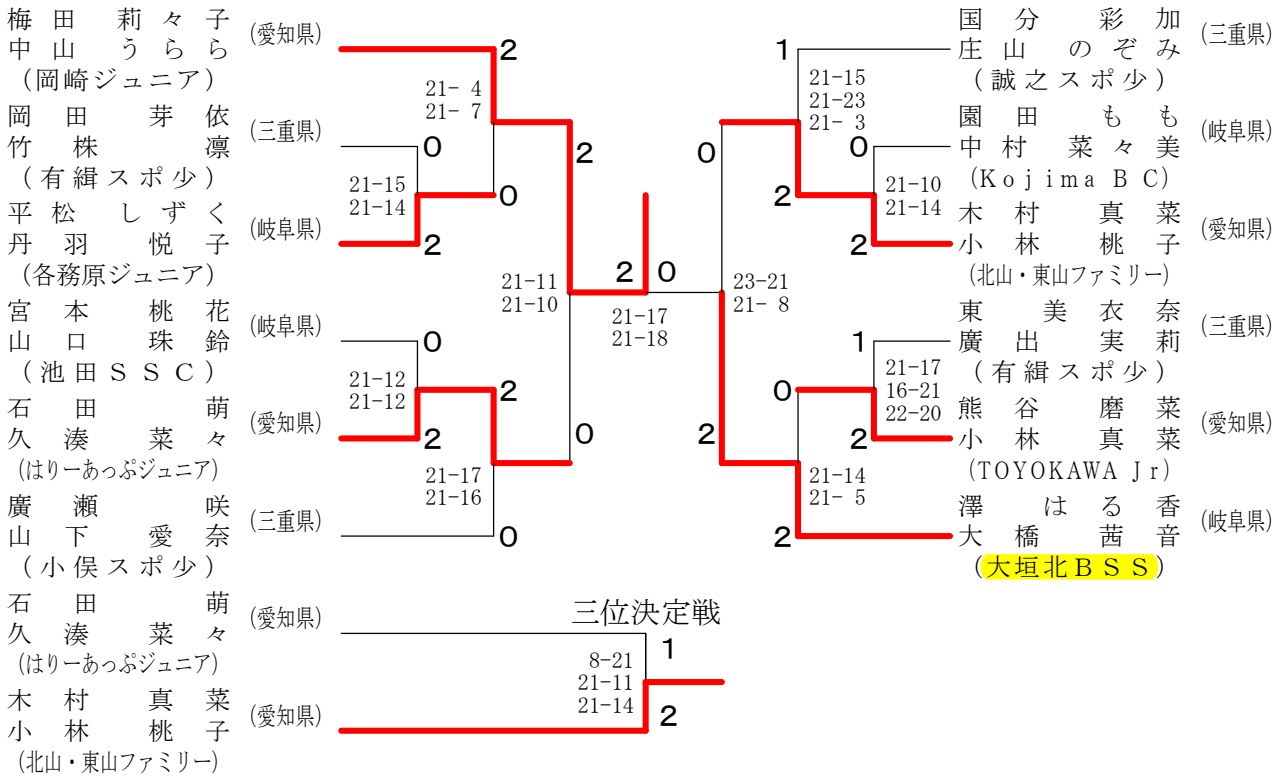 梅田 莉々子
中山 うらら
(愛知県)
(岡崎ジュニア)
岡田 芽依
竹株 凛
(三重県)
(有緝スポ少)
平松 しずく
丹羽 悦子
(岐阜県)
(各務原ジュニア)
宮本 桃花
山口 珠鈴
(岐阜県)
(池田SSC)
石田 萌
久湊 菜々
(愛知県)
(はりーあっぷジュニア)
廣瀬 咲
山下 愛奈
(三重県)
(小俣スポ少)
2
21- 4
21- 7
0
21-15
21-14
2
0
2
21-11
21-10
0
21-12
21-12
2
2
21-17
21-16
0
0
2 0
21-17
21-18
1
21-15
21-23
21- 3
0
21-10
21-14
2
2
0
23-21
21- 8
2
1
21-17
16-21
22-20
2
0
21-14
21- 5
2
国分 彩加
庄山 のぞみ
(三重県)
(誠之スポ少)
園田 もも
中村 菜々美
(岐阜県)
(Kojima BC)
木村 真菜
小林 桃子
(愛知県)
(北山・東山ファミリー)
東 美衣奈
廣出 実莉
(三重県)
(有緝スポ少)
熊谷 磨菜
小林 真菜
(愛知県)
(TOYOKAWA Jr)
澤 はる香
大橋 茜音
(岐阜県)
(大垣北BSS)
三位決定戦
石田 萌
久湊 菜々
(愛知県)
(はりーあっぷジュニア)
1
8-21
21-11
21-14
2
木村 真菜
小林 桃子
(愛知県)
(北山・東山ファミリー)